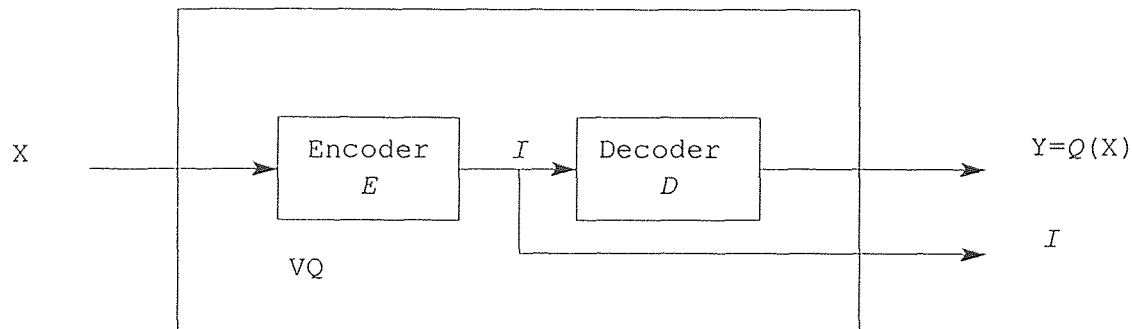 X
Encoder
E
I
Decoder
D
Y=Q(X)
I
VQ